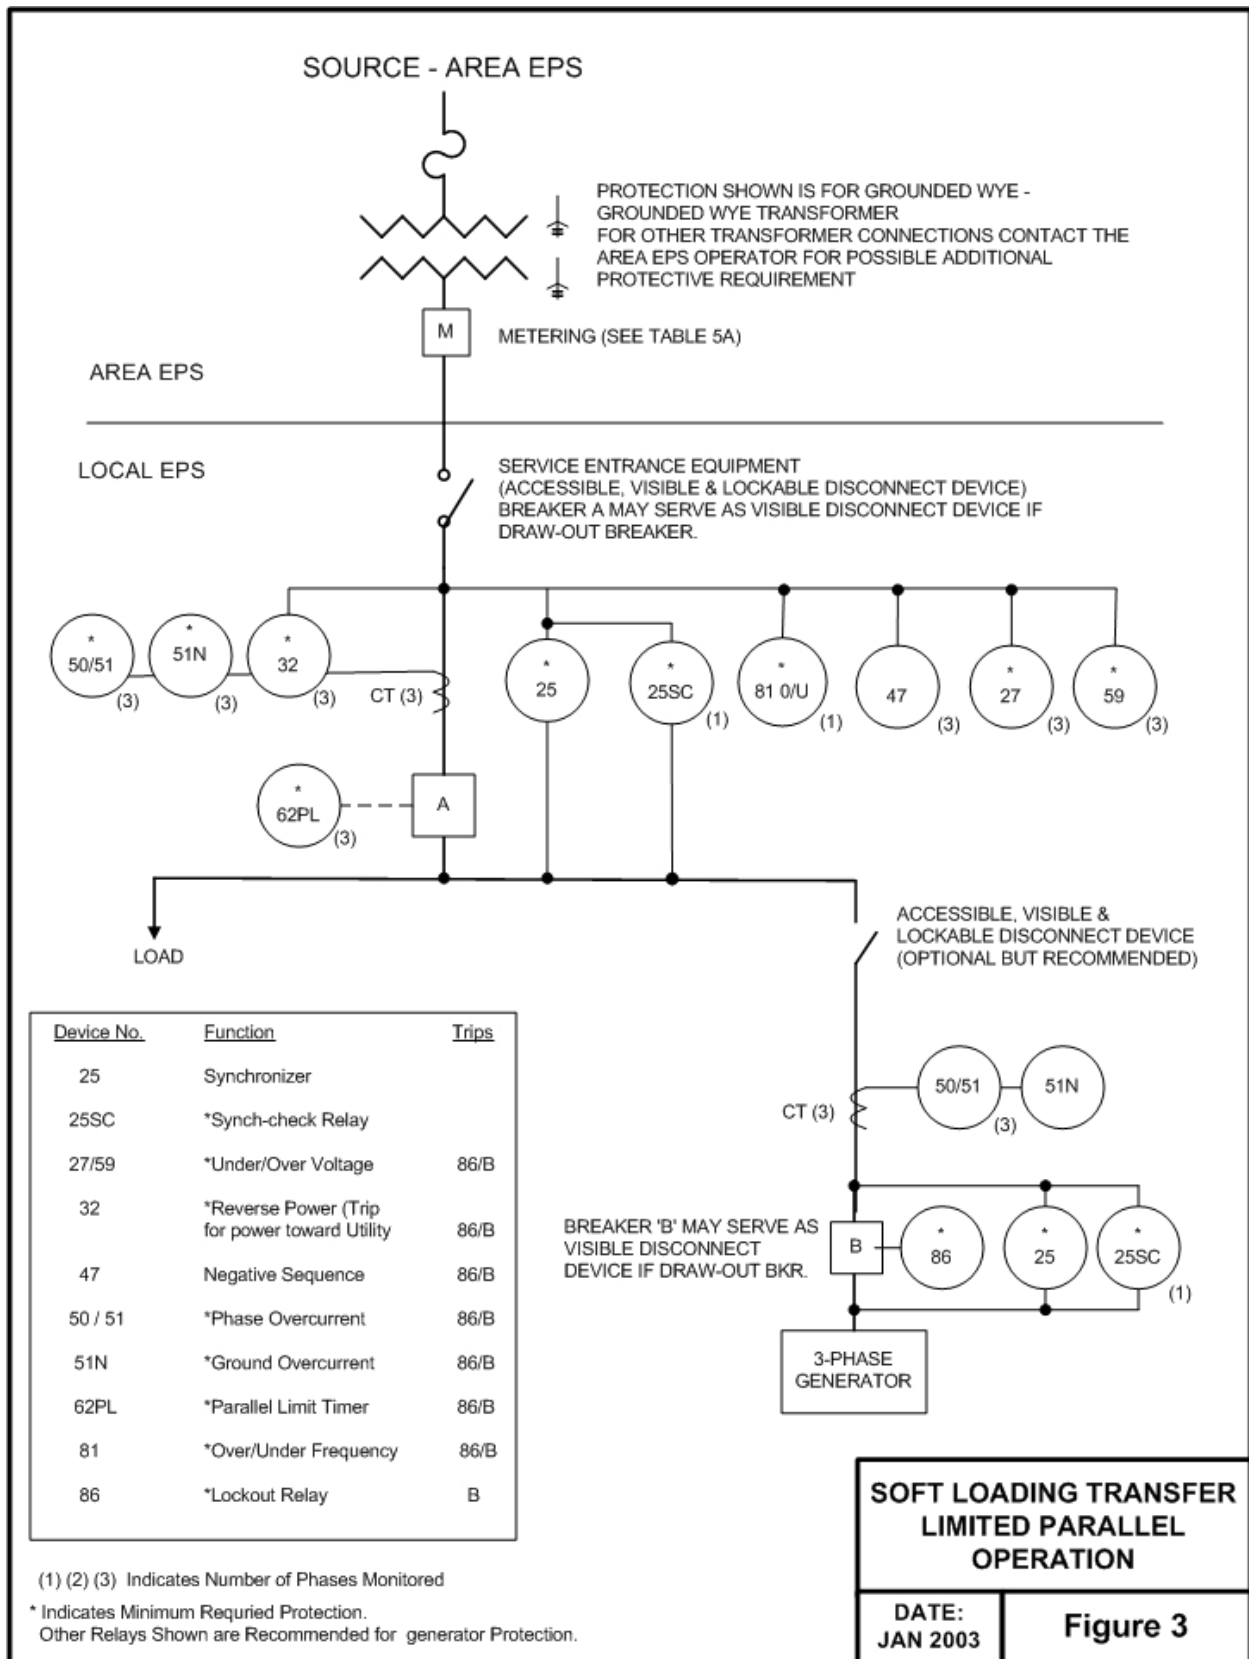 SOURCE - AREA EPS
PROTECTION SHOWN IS FOR GROUNDED WYE -
GROUNDED WYE TRANSFORMER
FOR OTHER TRANSFORMER CONNECTIONS CONTACT THE
AREA EPS OPERATOR FOR POSSIBLE ADDITIONAL
PROTECTIVE REQUIREMENT
M
METERING (SEE TABLE 5A)
AREA EPS
LOCAL EPS
SERVICE ENTRANCE EQUIPMENT
(ACCESSIBLE, VISIBLE & LOCKABLE DISCONNECT DEVICE)
BREAKER A MAY SERVE AS VISIBLE DISCONNECT DEVICE IF
DRAW-OUT BREAKER.
*
50/51
(3)
*
51N
(3)
*
32
(3)
CT (3)
*
25
*
25SC
(1)
*
81 0/U
(1)
47
(3)
*
27
(3)
*
59
(3)
*
62PL
(3)
A
LOAD
ACCESSIBLE, VISIBLE &
LOCKABLE DISCONNECT DEVICE
(OPTIONAL BUT RECOMMENDED)
CT (3)
50/51
(3)
51N
BREAKER 'B' MAY SERVE AS
VISIBLE DISCONNECT
DEVICE IF DRAW-OUT BKR.
B
*
86
*
25
*
25SC
(1)
3-PHASE
GENERATOR
Device No. Function Trips
25 Synchronizer
25SC *Synch-check Relay
27/59 *Under/Over Voltage 86/B
32 *Reverse Power (Trip
for power toward Utility 86/B
47 Negative Sequence 86/B
50 / 51 *Phase Overcurrent 86/B
51N *Ground Overcurrent 86/B
62PL *Parallel Limit Timer 86/B
81 *Over/Under Frequency 86/B
86 *Lockout Relay B
(1) (2) (3) Indicates Number of Phases Monitored
* Indicates Minimum Requried Protection.
Other Relays Shown are Recommended for generator Protection.
SOFT LOADING TRANSFER
LIMITED PARALLEL
OPERATION
DATE:
JAN 2003
Figure 3